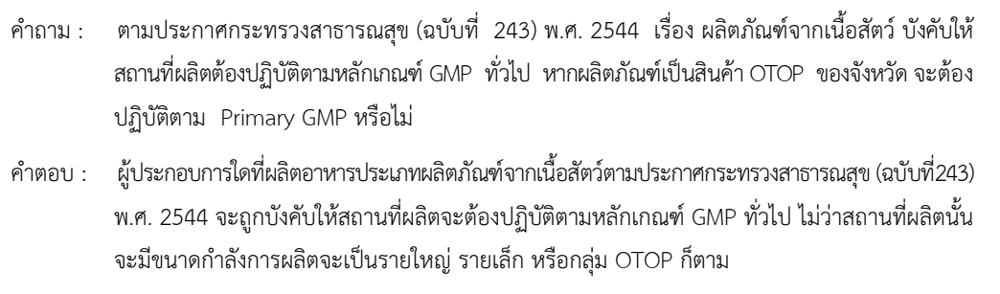 คำถาม : ตามประกาศกระทรวงสาธารณสุข (ฉบับที่ 243) พ.ศ. 2544 เรื่อง ผลิตภัณฑ์จากเนื้อสัตว์ บังคับให้
สถานที่ผลิตต้องปฏิบัติตามหลักเกณฑ์ GMP ทั่วไป หากผลิตภัณฑ์เป็นสินค้า OTOP ของจังหวัด จะต้อง
ปฏิบัติตาม Primary GMP หรือไม่
คำตอบ : ผู้ประกอบการใดที่ผลิตอาหารประเภทผลิตภัณฑ์จากเนื้อสัตว์ตามประกาศกระทรวงสาธารณสุข (ฉบับที่243)
พ.ศ. 2544 จะถูกบังคับให้สถานที่ผลิตจะต้องปฏิบัติตามหลักเกณฑ์ GMP ทั่วไป ไม่ว่าสถานที่ผลิตนั้น
จะมีขนาดกำลังการผลิตจะเป็นรายใหญ่ รายเล็ก หรือกลุ่ม OTOP ก็ตาม